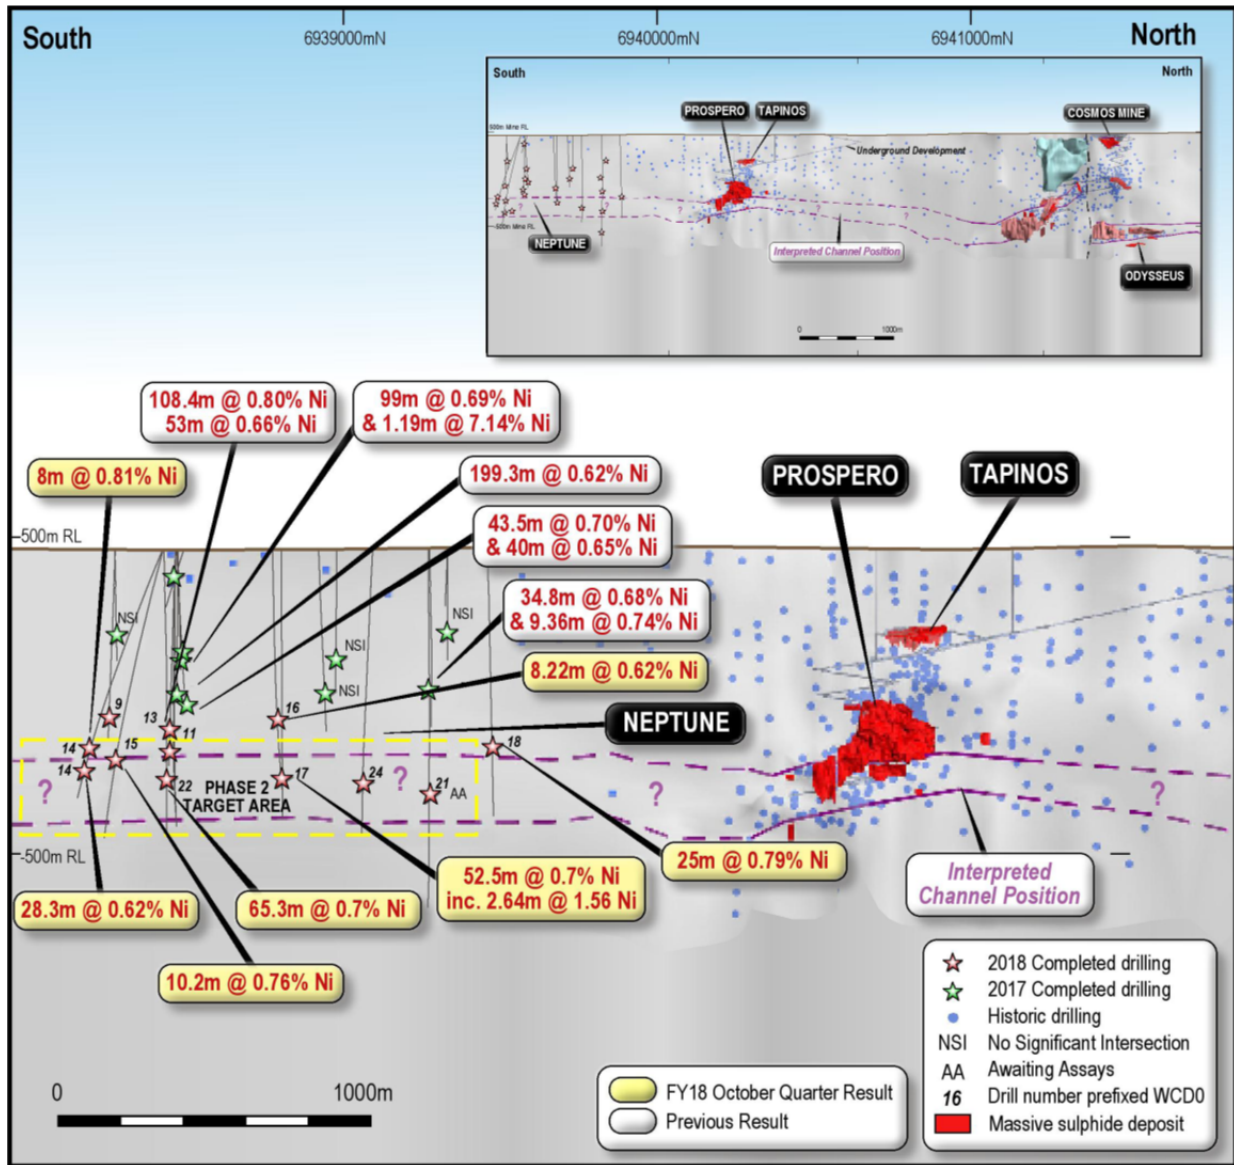 South
6939000mN
6940000mN
6941000mN
North
South
North
500m Mine RL
PROSPERO
TAPINOS
COSMOS MINE
Underground Development
?
?
?
-500m Mine RL
NEPTUNE
Interpreted Channel Position
ODYSSEUS
0
1000m
108.4m @ 0.80% Ni
53m @ 0.66% Ni
99m @ 0.69% Ni
& 1.19m @ 7.14% Ni
8m @ 0.81% Ni
199.3m @ 0.62% Ni
PROSPERO
TAPINOS
43.5m @ 0.70% Ni
& 40m @ 0.65% Ni
500m RL
34.8m @ 0.68% Ni
& 9.36m @ 0.74% Ni
NSI
NSI
NSI
NSI
8.22m @ 0.62% Ni
9
13
16
NEPTUNE
14
15
11
18
14
22
PHASE 2
TARGET AREA
17
24
21
AA
?
?
?
?
-500m RL
28.3m @ 0.62% Ni
65.3m @ 0.7% Ni
52.5m @ 0.7% Ni
inc. 2.64m @ 1.56 Ni
25m @ 0.79% Ni
Interpreted
Channel Position
10.2m @ 0.76% Ni
0
1000m
FY18 October Quarter Result
Previous Result
2018 Completed drilling
2017 Completed drilling
Historic drilling
NSI No Significant Intersection
AA Awaiting Assays
16 Drill number prefixed WCD0
Massive sulphide deposit